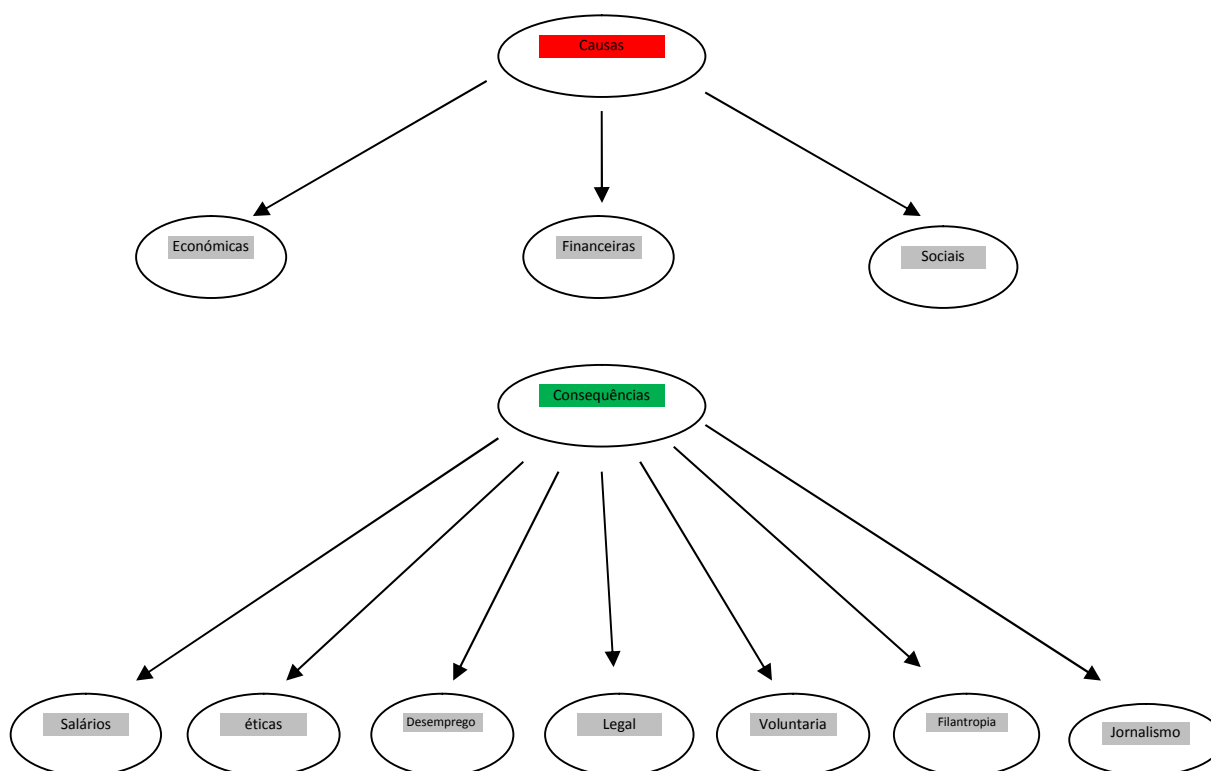 Causas
Económicas
Financeiras
Sociais
Consequências
Salários
éticas
Desemprego
Legal
Voluntaria
Filantropia
Jornalismo